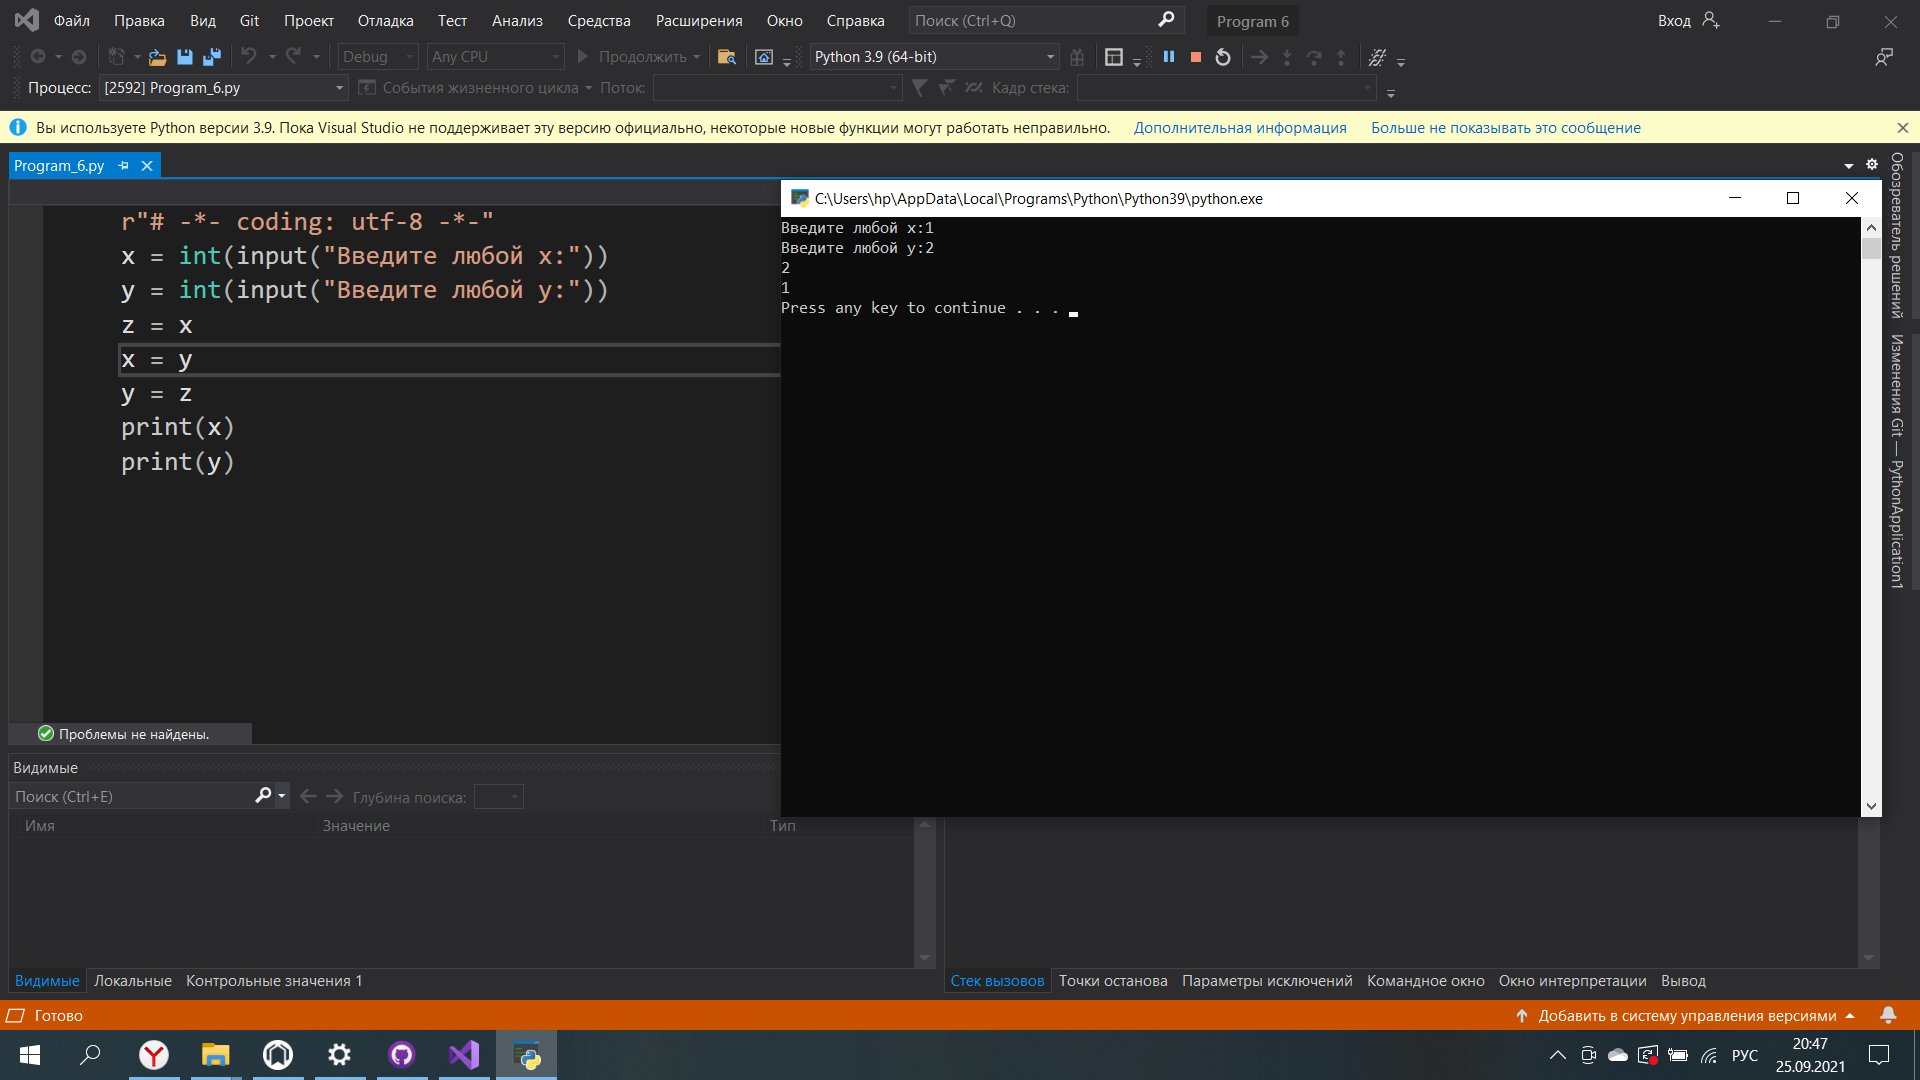 Файл Правка Вид Git Проект Отладка Тест Анализ Средства Расширения Окно Справка Поиск (Ctrl+Q) Program 6 Вход
Debug Any CPU Продолжить Python 3.9 (64-bit)
Процесс: [2592] Program_6.py События жизненного цикла Поток: Кадр стека:
Вы используете Python версии 3.9. Пока Visual Studio не поддерживает эту версию официально, некоторые новые функции могут работать неправильно. Дополнительная информация Больше не показывать это сообщение
Program_6.py
r"# -*- coding: utf-8 -*-"
x = int(input("Введите любой x:"))
y = int(input("Введите любой y:"))
z = x
x = y
y = z
print(x)
print(y)
C:\Users\hp\AppData\Local\Programs\Python\Python39\python.exe
Введите любой x:1
Введите любой y:2
2
1
Press any key to continue . . .
Обозреватель решений
Изменения Git — PythonApplication1
Проблемы не найдены.
Видимые
Поиск (Ctrl+E) Глубина поиска:
Имя Значение Тип
Видимые Локальные Контрольные значения 1
Стек вызовов Точки останова Параметры исключений Командное окно Окно интерпретации Вывод
Готово Добавить в систему управления версиями
РУС 20:47
25.09.2021